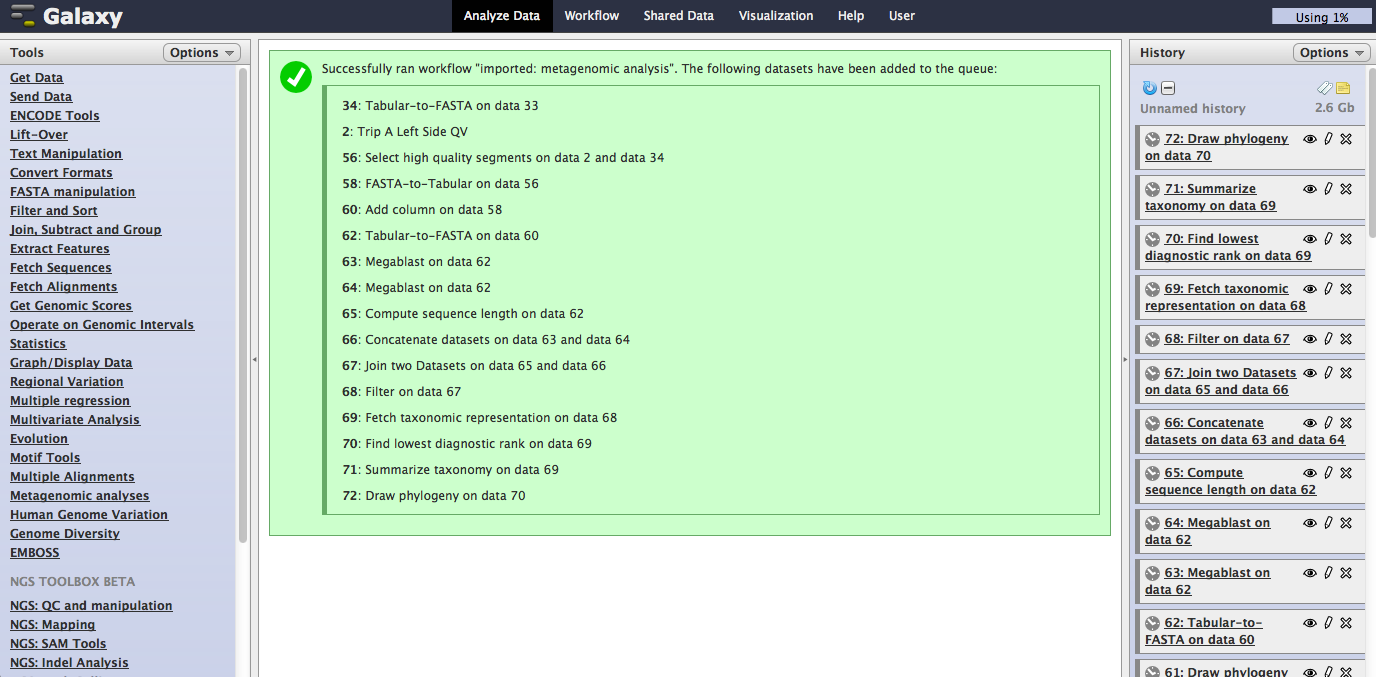 Galaxy
Analyze Data
Workflow
Shared Data
Visualization
Help
User
Using 1%
Tools
Options
Get Data
Send Data
ENCODE Tools
Lift-Over
Text Manipulation
Convert Formats
FASTA manipulation
Filter and Sort
Join, Subtract and Group
Extract Features
Fetch Sequences
Fetch Alignments
Get Genomic Scores
Operate on Genomic Intervals
Statistics
Graph/Display Data
Regional Variation
Multiple regression
Multivariate Analysis
Evolution
Motif Tools
Multiple Alignments
Metagenomic analyses
Human Genome Variation
Genome Diversity
EMBOSS
NGS TOOLBOX BETA
NGS: QC and manipulation
NGS: Mapping
NGS: SAM Tools
NGS: Indel Analysis
Successfully ran workflow "imported: metagenomic analysis". The following datasets have been added to the queue:
34: Tabular-to-FASTA on data 33
2: Trip A Left Side QV
56: Select high quality segments on data 2 and data 34
58: FASTA-to-Tabular on data 56
60: Add column on data 58
62: Tabular-to-FASTA on data 60
63: Megablast on data 62
64: Megablast on data 62
65: Compute sequence length on data 62
66: Concatenate datasets on data 63 and data 64
67: Join two Datasets on data 65 and data 66
68: Filter on data 67
69: Fetch taxonomic representation on data 68
70: Find lowest diagnostic rank on data 69
71: Summarize taxonomy on data 69
72: Draw phylogeny on data 70
History
Options
Unnamed history
2.6 Gb
72: Draw phylogeny
on data 70
71: Summarize
taxonomy on data 69
70: Find lowest
diagnostic rank on data 69
69: Fetch taxonomic
representation on data 68
68: Filter on data 67
67: Join two Datasets
on data 65 and data 66
66: Concatenate
datasets on data 63 and data 64
65: Compute
sequence length on data 62
64: Megablast on
data 62
63: Megablast on
data 62
62: Tabular-to-
FASTA on data 60
61: Draw phylogeny